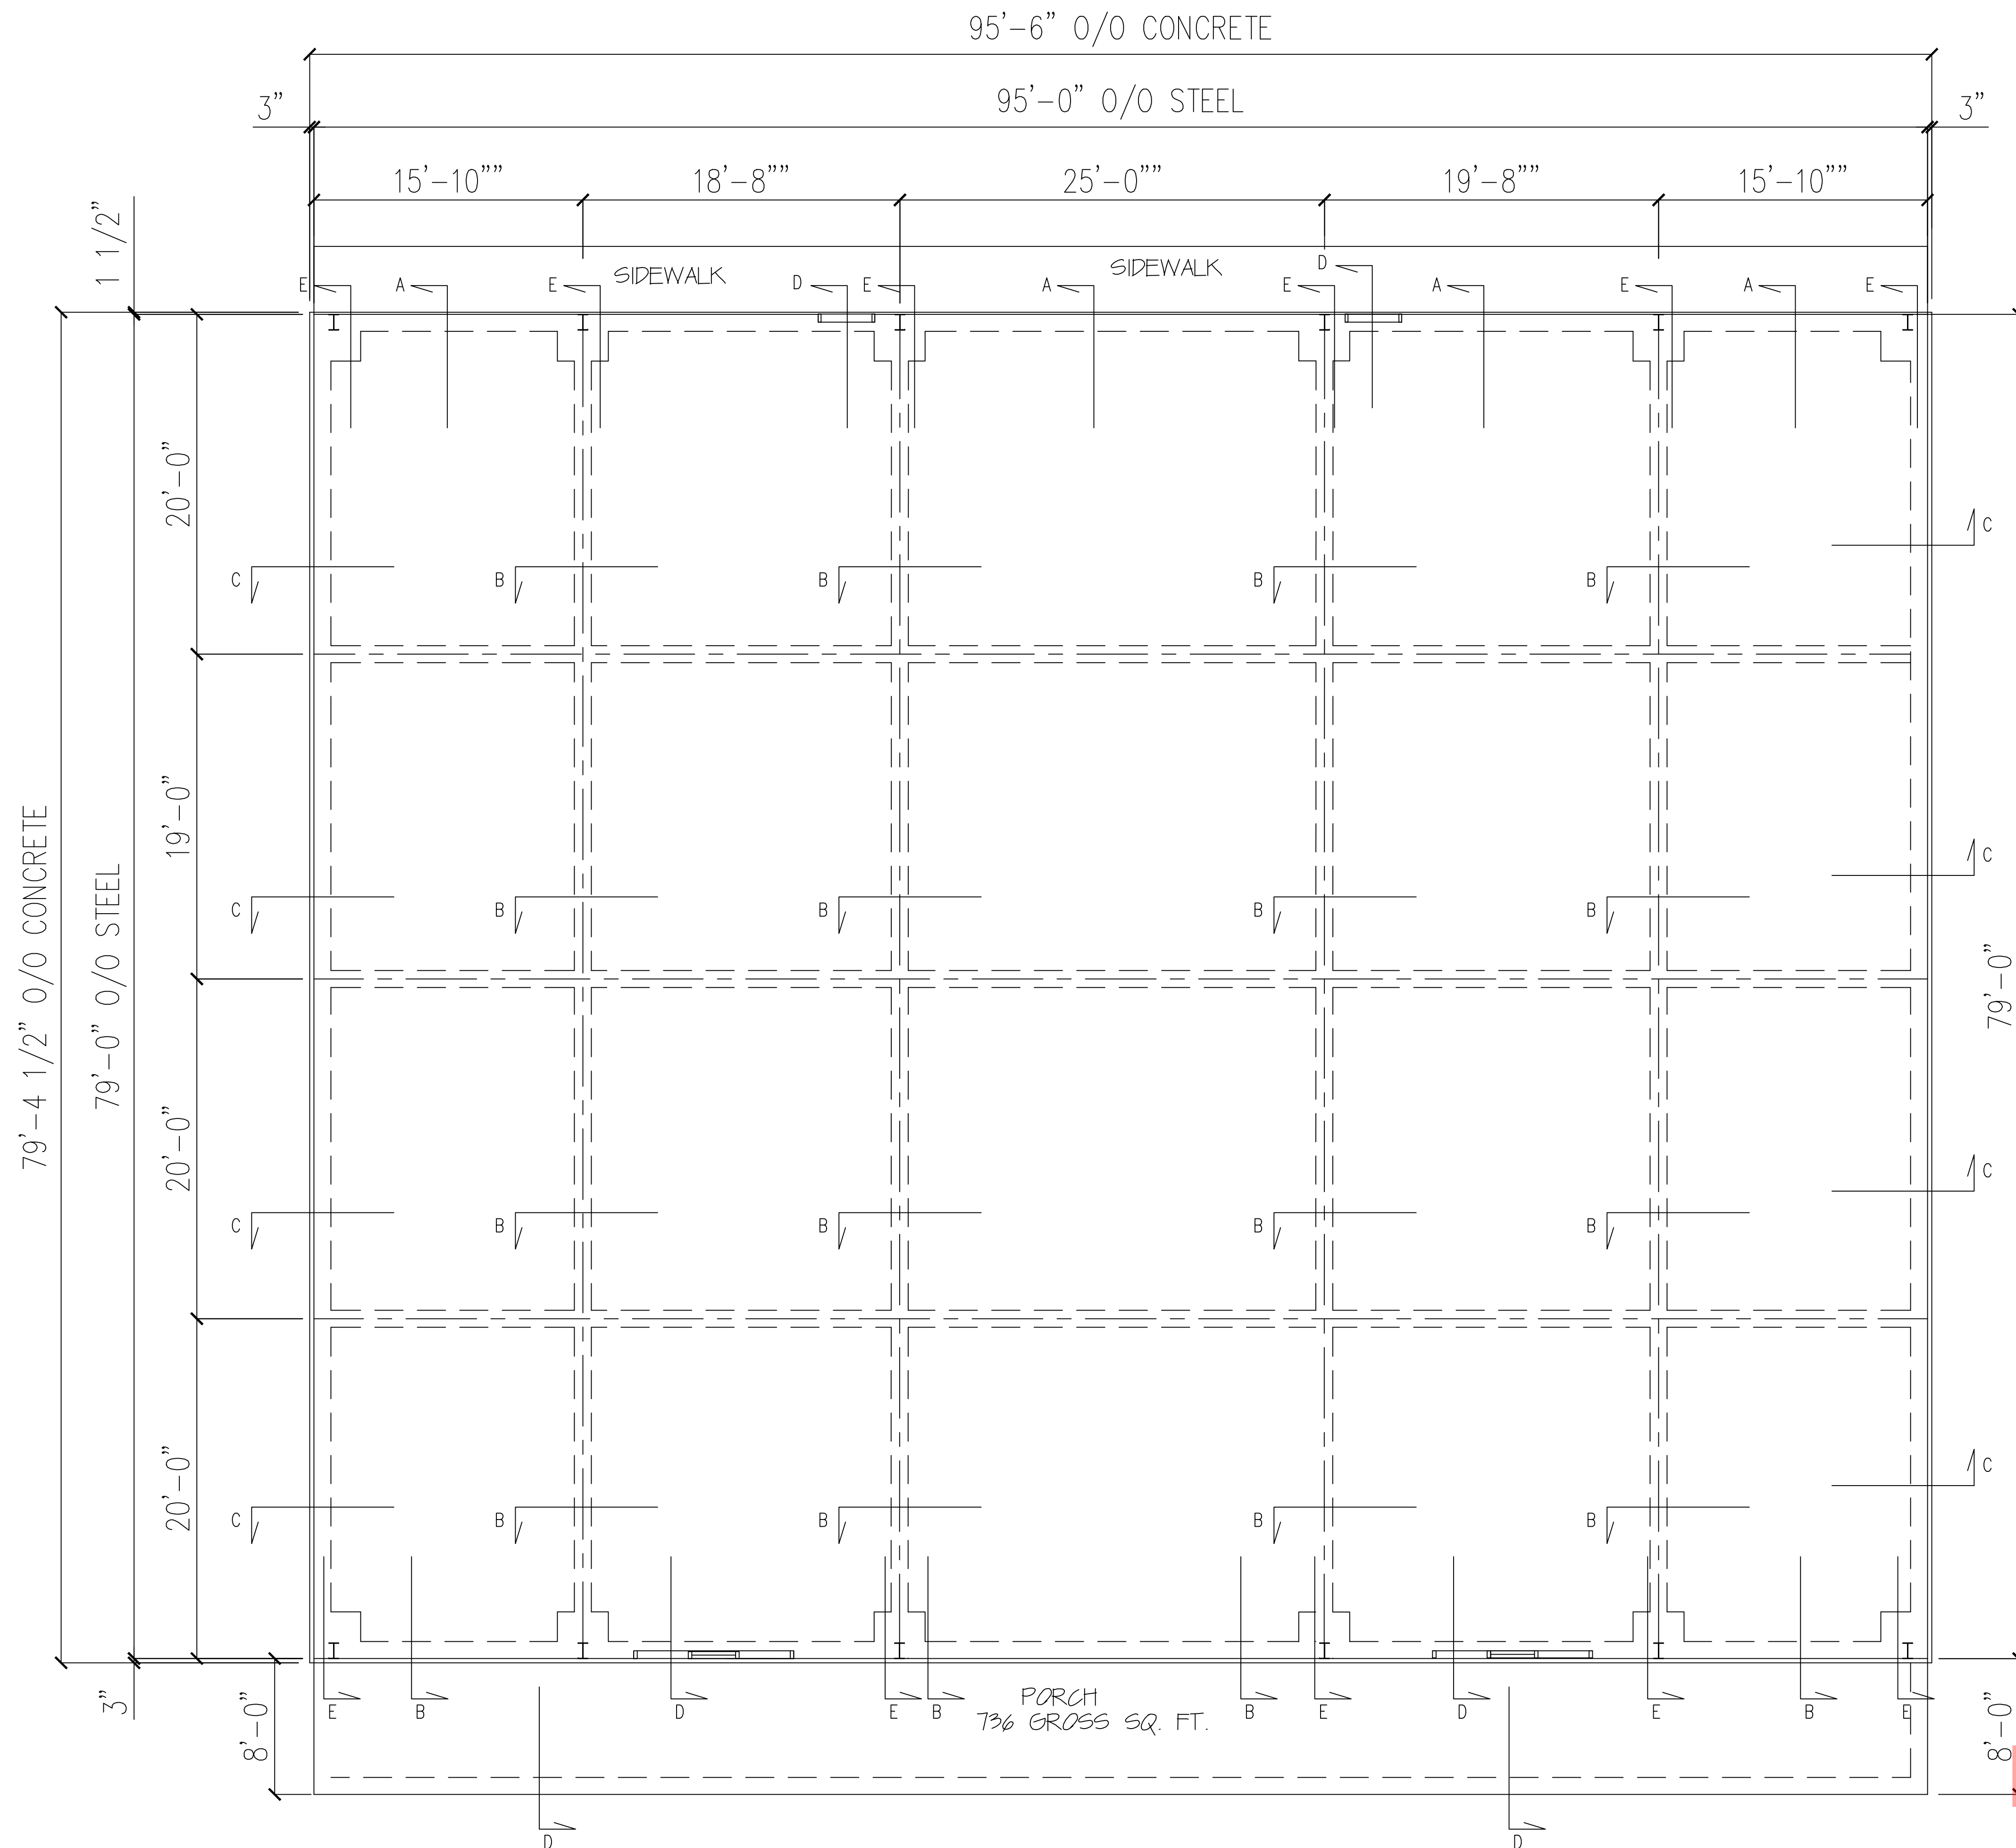 95'-6" O/O CONCRETE
3" 95'-0" O/O STEEL 3"
15'-10"" 18'-8"" 25'-0"" 19'-8"" 15'-10""
1 1/2"
SIDEWALK SIDEWALK
E A E D E A E D A E A E
20'-0"
C B B B B C
19'-0"
C B B B B C
79'-4 1/2" O/O CONCRETE
79'-0" O/O STEEL
79'-0"
20'-0"
C B B B B C
20'-0"
C B B B B C
3"
8'-0"
E B D E B B E D E B E
PORCH
736 GROSS SQ. FT.
8'-0"
D D